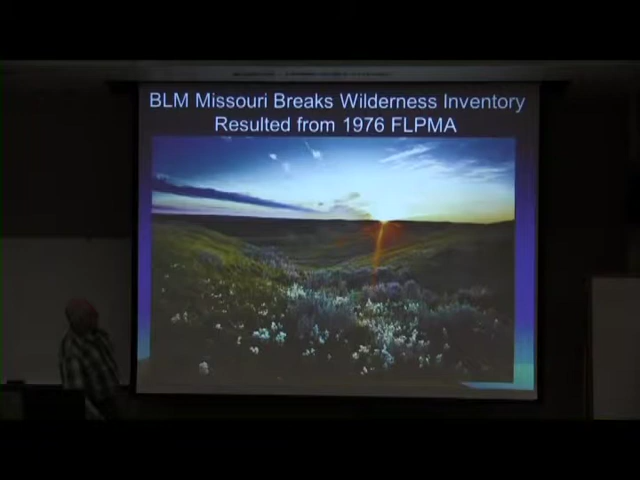 BLM Missouri Breaks Wilderness Inventory
Resulted from 1976 FLPMA